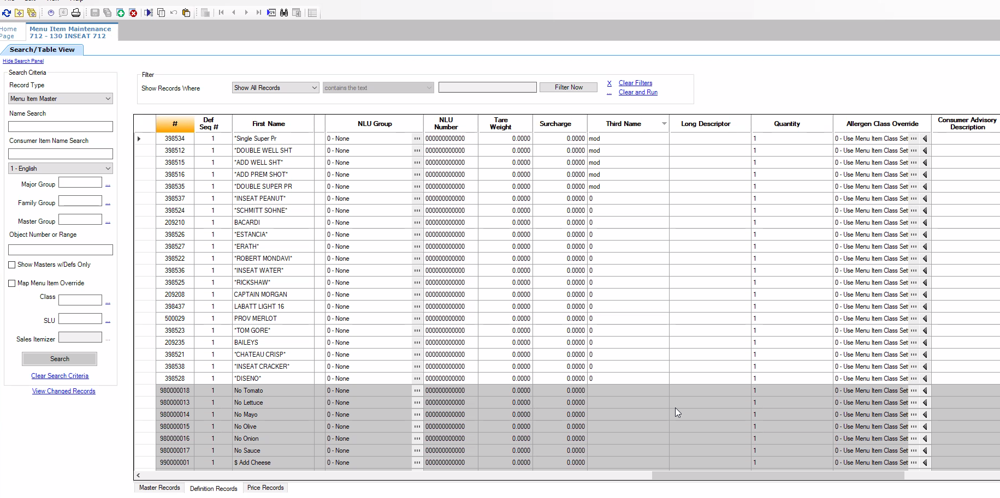 Home Page
Menu Item Maintenance
712 - 130 INSEAT 712
Search/Table View
Hide Search Panel
Search Criteria
Record Type
Menu Item Master
Name Search
Consumer Item Name Search
1 - English
Major Group ...
Family Group ...
Master Group ...
Object Number or Range
Show Masters w/Defs Only
Map Menu Item Override
Class ...
SLU ...
Sales Itemizer ...
Search
Clear Search Criteria
View Changed Records
Filter
Show Records Where Show All Records contains the text Filter Now X Clear Filters
... Clear and Run
# Def Seq # First Name NLU Group NLU Number Tare Weight Surcharge Third Name Long Descriptor Quantity Allergen Class Override Consumer Advisory Description
398534 1 *Single Super Pr 0 - None ... 000000000000 0.0000 0.0000 mod 1 0 - Use Menu Item Class Set ...
398512 1 *DOUBLE WELL SHT 0 - None ... 000000000000 0.0000 0.0000 mod 1 0 - Use Menu Item Class Set ...
398515 1 *ADD WELL SHT* 0 - None ... 000000000000 0.0000 0.0000 mod 1 0 - Use Menu Item Class Set ...
398516 1 *ADD PREM SHOT* 0 - None ... 000000000000 0.0000 0.0000 mod 1 0 - Use Menu Item Class Set ...
398535 1 *DOUBLE SUPER PR 0 - None ... 000000000000 0.0000 0.0000 mod 1 0 - Use Menu Item Class Set ...
398537 1 *INSEAT PEANUT* 0 - None ... 000000000000 0.0000 0.0000 0 1 0 - Use Menu Item Class Set ...
398524 1 *SCHMITT SOHNE* 0 - None ... 000000000000 0.0000 0.0000 0 1 0 - Use Menu Item Class Set ...
209210 1 BACARDI 0 - None ... 000000000000 0.0000 0.0000 0 1 0 - Use Menu Item Class Set ...
398526 1 *ESTANCIA* 0 - None ... 000000000000 0.0000 0.0000 0 1 0 - Use Menu Item Class Set ...
398527 1 *ERATH* 0 - None ... 000000000000 0.0000 0.0000 0 1 0 - Use Menu Item Class Set ...
398522 1 *ROBERT MONDAVI* 0 - None ... 000000000000 0.0000 0.0000 0 1 0 - Use Menu Item Class Set ...
398536 1 *INSEAT WATER* 0 - None ... 000000000000 0.0000 0.0000 0 1 0 - Use Menu Item Class Set ...
398525 1 *RICKSHAW* 0 - None ... 000000000000 0.0000 0.0000 0 1 0 - Use Menu Item Class Set ...
209208 1 CAPTAIN MORGAN 0 - None ... 000000000000 0.0000 0.0000 0 1 0 - Use Menu Item Class Set ...
398437 1 LABATT LIGHT 16 0 - None ... 000000000000 0.0000 0.0000 0 1 0 - Use Menu Item Class Set ...
500029 1 PROV MERLOT 0 - None ... 000000000000 0.0000 0.0000 0 1 0 - Use Menu Item Class Set ...
398523 1 *TOM GORE* 0 - None ... 000000000000 0.0000 0.0000 0 1 0 - Use Menu Item Class Set ...
209235 1 BAILEYS 0 - None ... 000000000000 0.0000 0.0000 0 1 0 - Use Menu Item Class Set ...
398521 1 *CHATEAU CRISP* 0 - None ... 000000000000 0.0000 0.0000 0 1 0 - Use Menu Item Class Set ...
398538 1 *INSEAT CRACKER* 0 - None ... 000000000000 0.0000 0.0000 0 1 0 - Use Menu Item Class Set ...
398528 1 *DISENO* 0 - None ... 000000000000 0.0000 0.0000 0 1 0 - Use Menu Item Class Set ...
980000018 1 No Tomato 0 - None ... 000000000000 0.0000 0.0000 1 0 - Use Menu Item Class Set ...
980000013 1 No Lettuce 0 - None ... 000000000000 0.0000 0.0000 1 0 - Use Menu Item Class Set ...
980000014 1 No Mayo 0 - None ... 000000000000 0.0000 0.0000 1 0 - Use Menu Item Class Set ...
980000015 1 No Olive 0 - None ... 000000000000 0.0000 0.0000 1 0 - Use Menu Item Class Set ...
980000016 1 No Onion 0 - None ... 000000000000 0.0000 0.0000 1 0 - Use Menu Item Class Set ...
980000017 1 No Sauce 0 - None ... 000000000000 0.0000 0.0000 1 0 - Use Menu Item Class Set ...
990000001 1 $ Add Cheese 0 - None ... 000000000000 0.0000 0.0000 1 0 - Use Menu Item Class Set ...
Master Records Definition Records Price Records